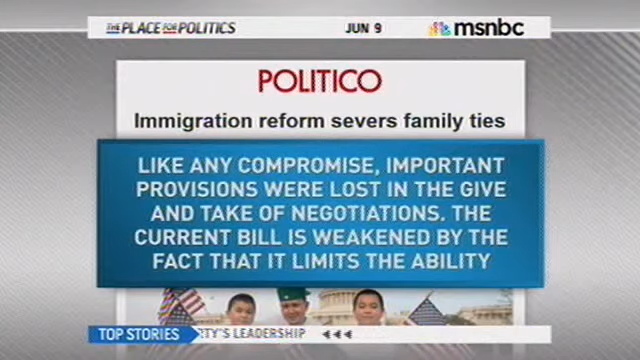 THE PLACE FOR POLITICS
JUN 9
msnbc
POLITICO
Immigration reform severs family ties
LIKE ANY COMPROMISE, IMPORTANT
PROVISIONS WERE LOST IN THE GIVE
AND TAKE OF NEGOTIATIONS. THE
CURRENT BILL IS WEAKENED BY THE
FACT THAT IT LIMITS THE ABILITY
TOP STORIES
RTY'S LEADERSHIP